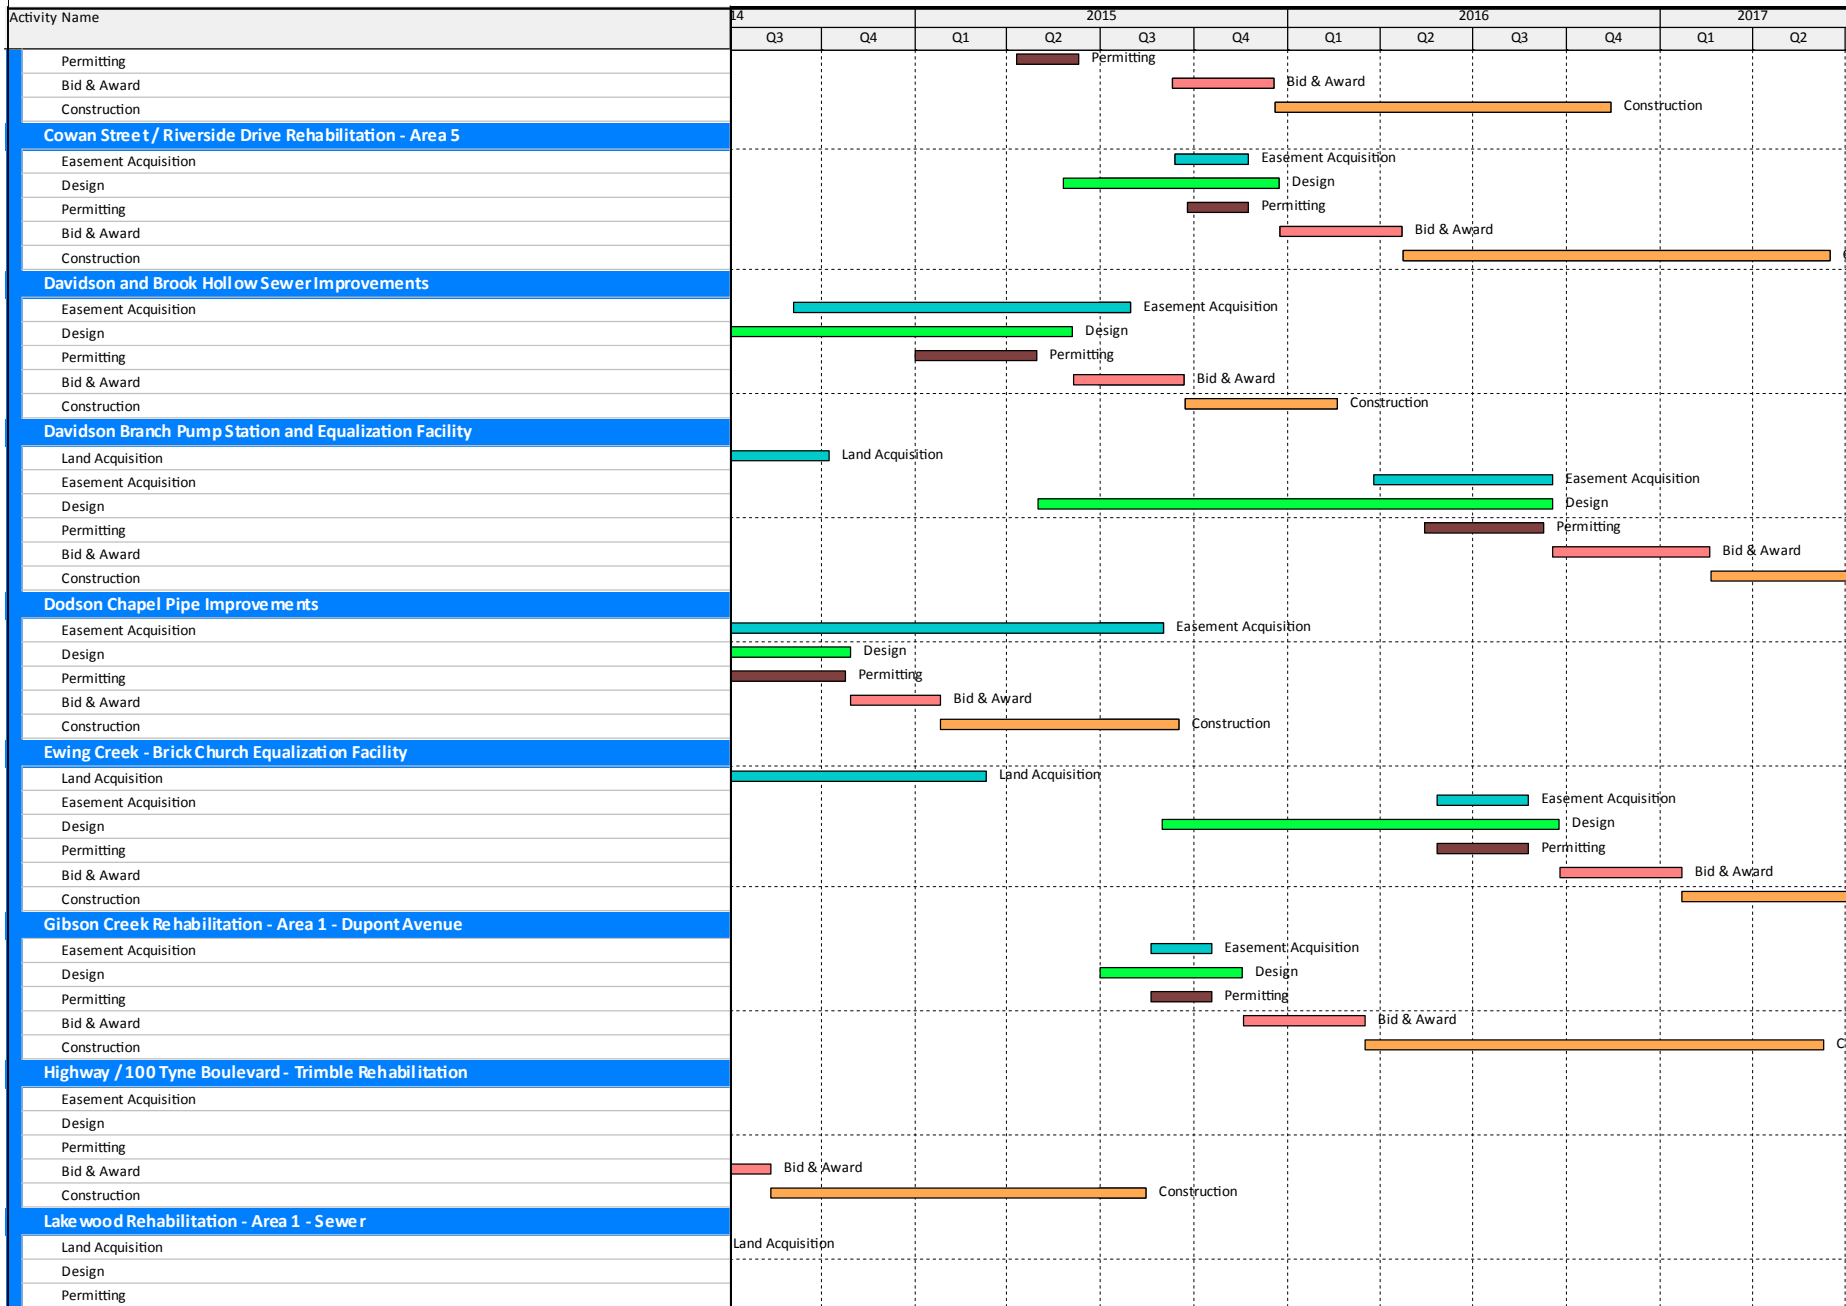 Activity Name 14 2015 2016 2017
Q3 Q4 Q1 Q2 Q3 Q4 Q1 Q2 Q3 Q4 Q1 Q2
Permitting Permitting
Bid & Award Bid & Award
Construction Construction
Cowan Street / Riverside Drive Rehabilitation - Area 5
Easement Acquisition Easement Acquisition
Design Design
Permitting Permitting
Bid & Award Bid & Award
Construction
Davidson and Brook Hollow Sewer Improvements
Easement Acquisition Easement Acquisition
Design Design
Permitting Permitting
Bid & Award Bid & Award
Construction Construction
Davidson Branch Pump Station and Equalization Facility
Land Acquisition Land Acquisition
Easement Acquisition Easement Acquisition
Design Design
Permitting Permitting
Bid & Award Bid & Award
Construction
Dodson Chapel Pipe Improvements
Easement Acquisition Easement Acquisition
Design Design
Permitting Permitting
Bid & Award Bid & Award
Construction Construction
Ewing Creek - Brick Church Equalization Facility
Land Acquisition Land Acquisition
Easement Acquisition Easement Acquisition
Design Design
Permitting Permitting
Bid & Award Bid & Award
Construction
Gibson Creek Rehabilitation - Area 1 - Dupont Avenue
Easement Acquisition Easement Acquisition
Design Design
Permitting Permitting
Bid & Award Bid & Award
Construction C
Highway / 100 Tyne Boulevard - Trimble Rehabilitation
Easement Acquisition
Design
Permitting
Bid & Award Bid & Award
Construction Construction
Lakewood Rehabilitation - Area 1 - Sewer
Land Acquisition Land Acquisition
Design
Permitting